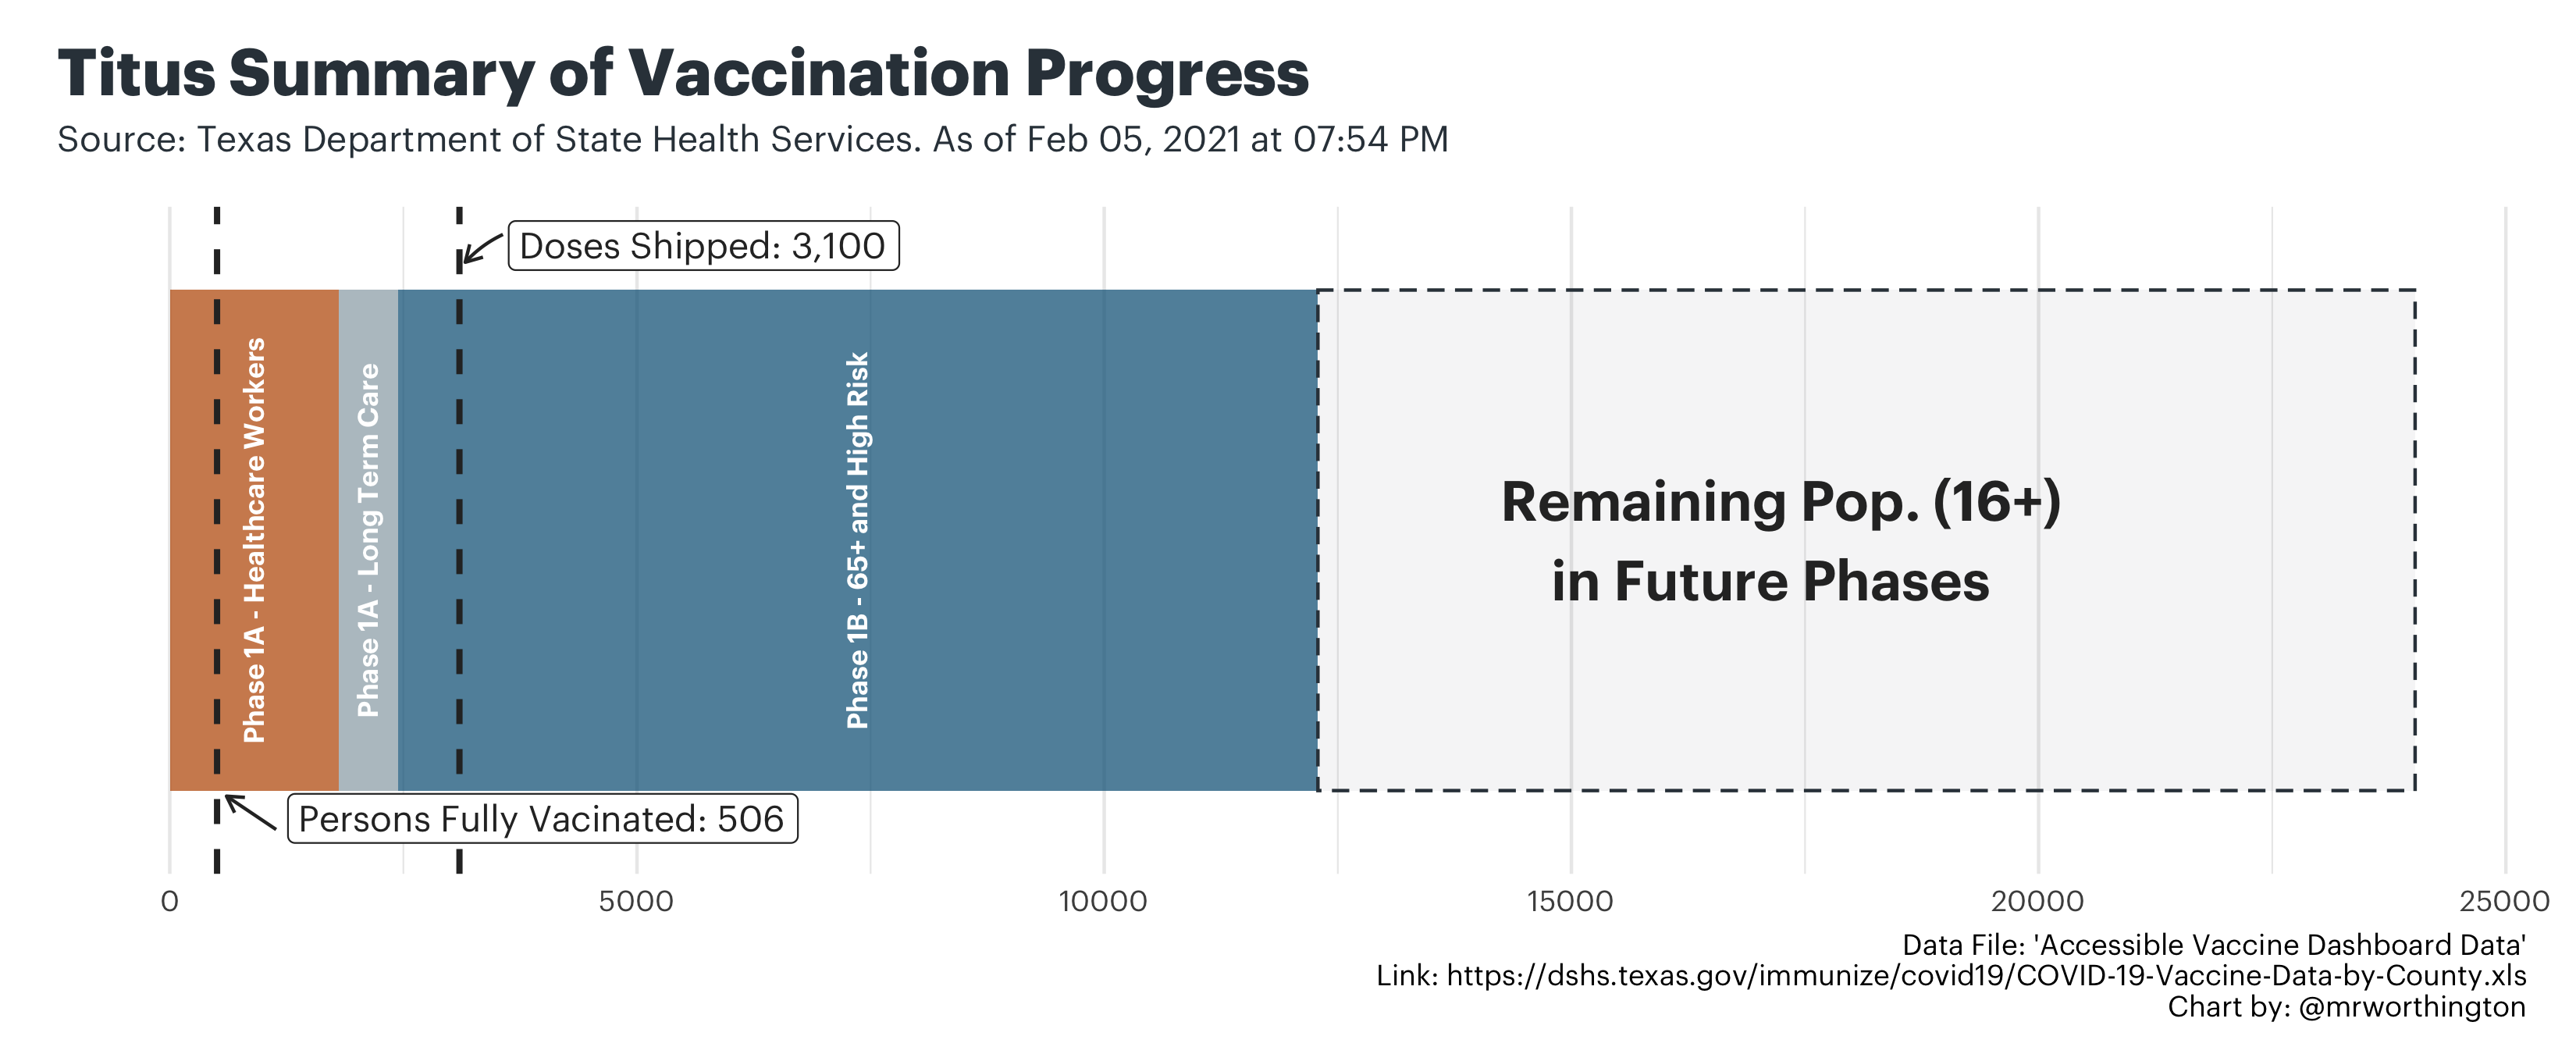 Titus Summary of Vaccination Progress
Source: Texas Department of State Health Services. As of Feb 05, 2021 at 07:54 PM
Doses Shipped: 3,100
Phase 1A - Healthcare Workers
Phase 1A - Long Term Care
Phase 1B - 65+ and High Risk
Remaining Pop. (16+)
in Future Phases
Persons Fully Vacinated: 506
0 5000 10000 15000 20000 25000
Data File: 'Accessible Vaccine Dashboard Data'
Link: https://dshs.texas.gov/immunize/covid19/COVID-19-Vaccine-Data-by-County.xls
Chart by: @mrworthington